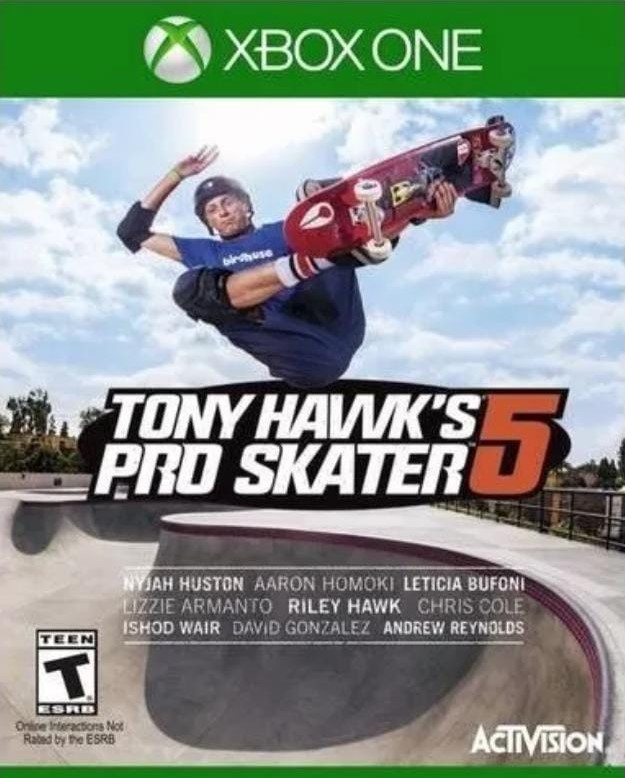 XBOX ONE
birdhuse
TONY HAWK'S
PRO SKATER 5
NYJAH HUSTON AARON HOMOKI LETICIA BUFONI
LIZZIE ARMANTO RILEY HAWK CHRIS COLE
ISHOD WAIR DAVID GONZALEZ ANDREW REYNOLDS
TEEN
T
ESRB
Online Interactions Not
Rated by the ESRB
ACTIVISION